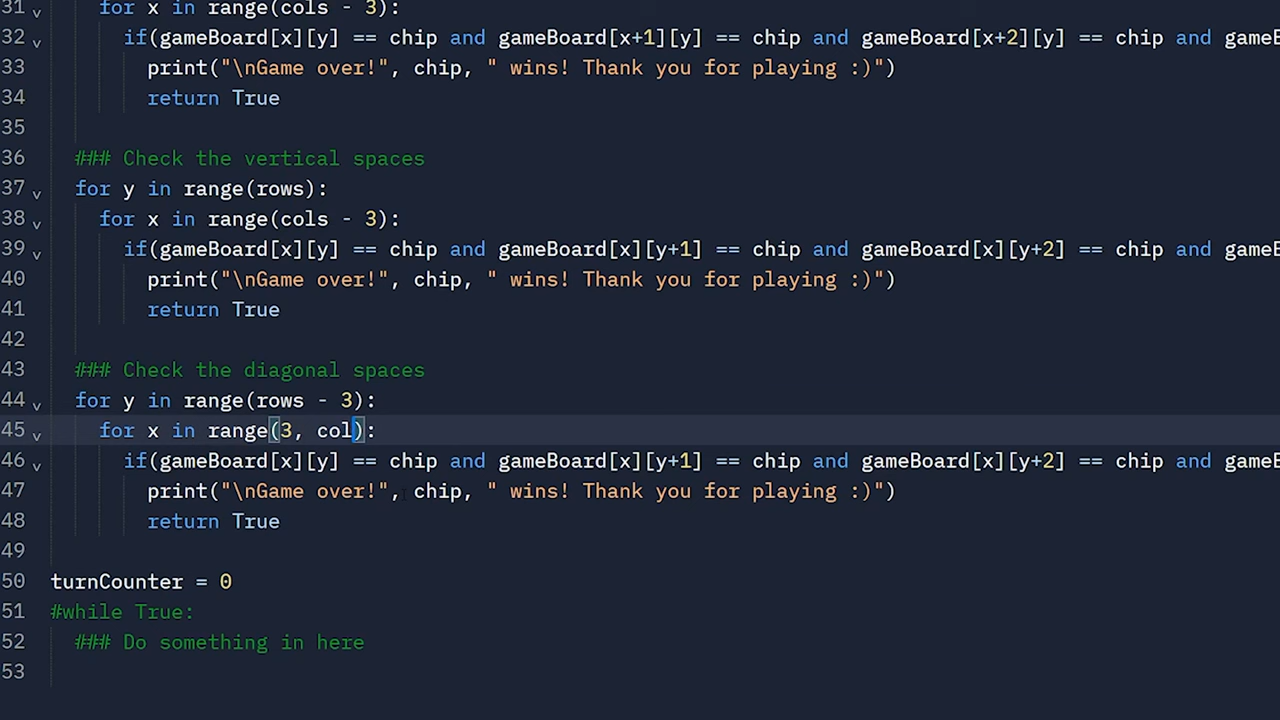 31 for x in range(cols - 3):
32 if(gameBoard[x][y] == chip and gameBoard[x+1][y] == chip and gameBoard[x+2][y] == chip and gameB
33 print("\nGame over!", chip, " wins! Thank you for playing :)")
34 return True
35
36 ### Check the vertical spaces
37 for y in range(rows):
38 for x in range(cols - 3):
39 if(gameBoard[x][y] == chip and gameBoard[x][y+1] == chip and gameBoard[x][y+2] == chip and gameB
40 print("\nGame over!", chip, " wins! Thank you for playing :)")
41 return True
42
43 ### Check the diagonal spaces
44 for y in range(rows - 3):
45 for x in range(3, col):
46 if(gameBoard[x][y] == chip and gameBoard[x][y+1] == chip and gameBoard[x][y+2] == chip and gameB
47 print("\nGame over!", chip, " wins! Thank you for playing :)")
48 return True
49
50 turnCounter = 0
51 #while True:
52 ### Do something in here
53